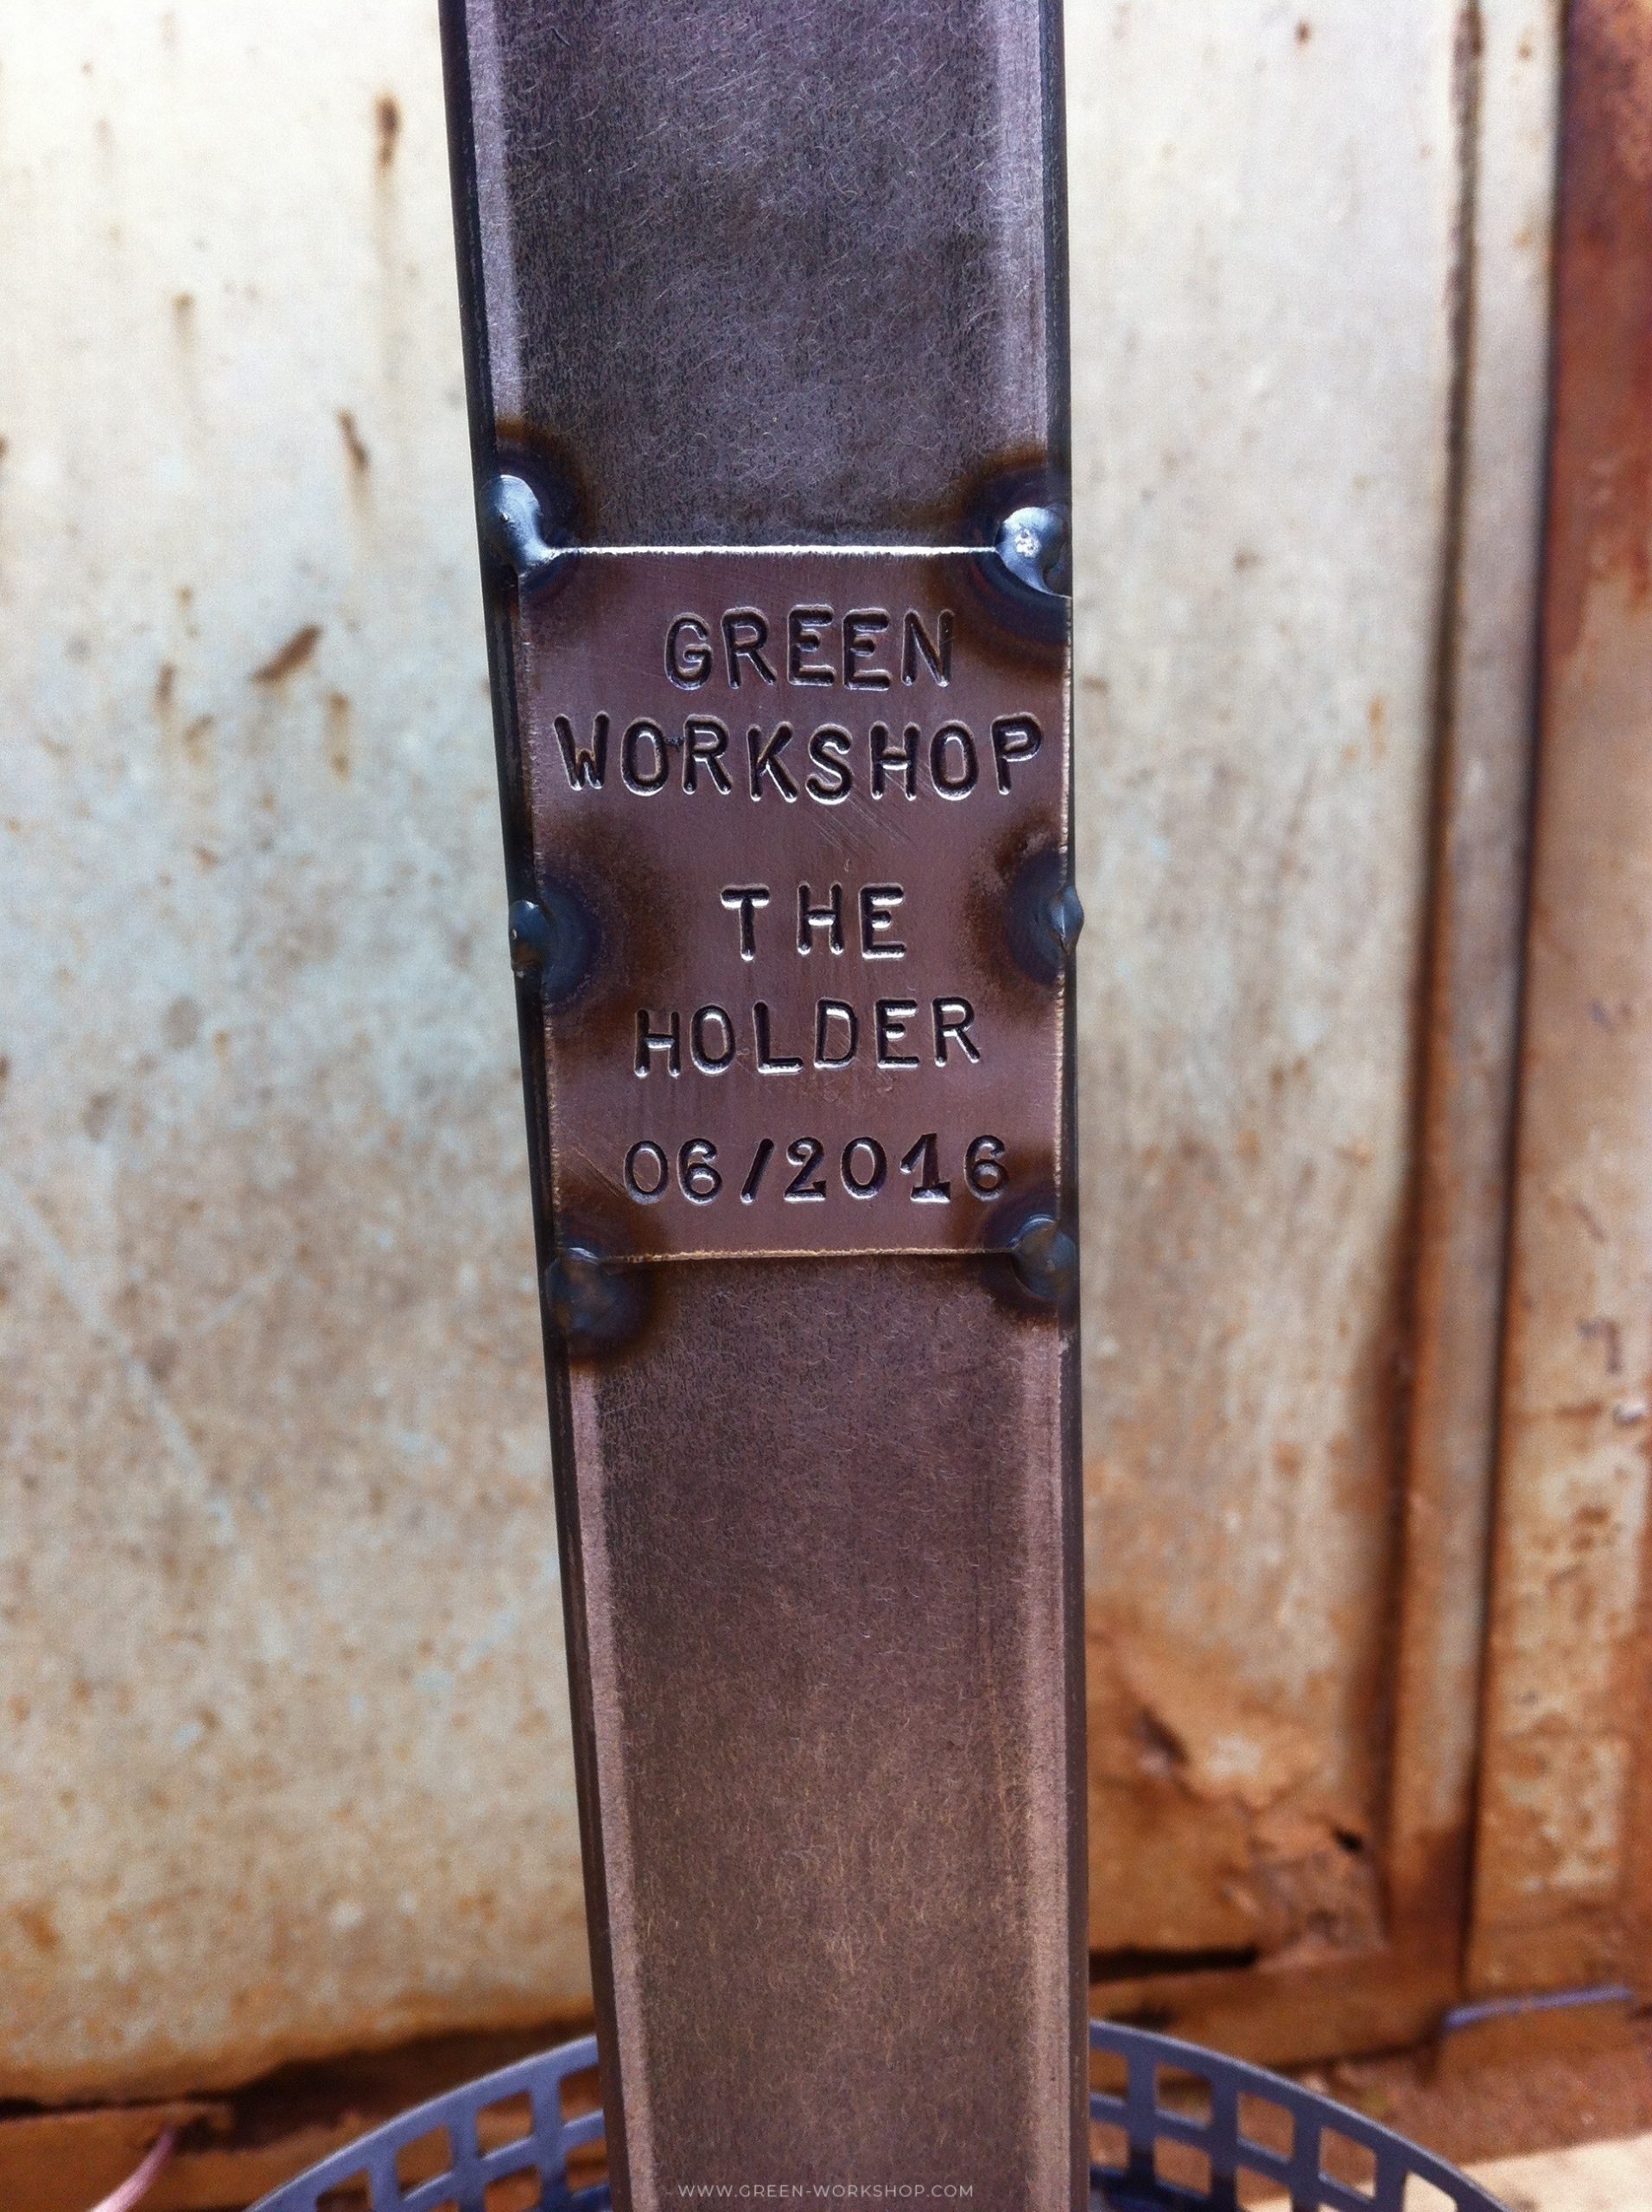 GREEN
WORKSHOP
THE
HOLDER
06/2016
WWW.GREEN-WORKSHOP.COM